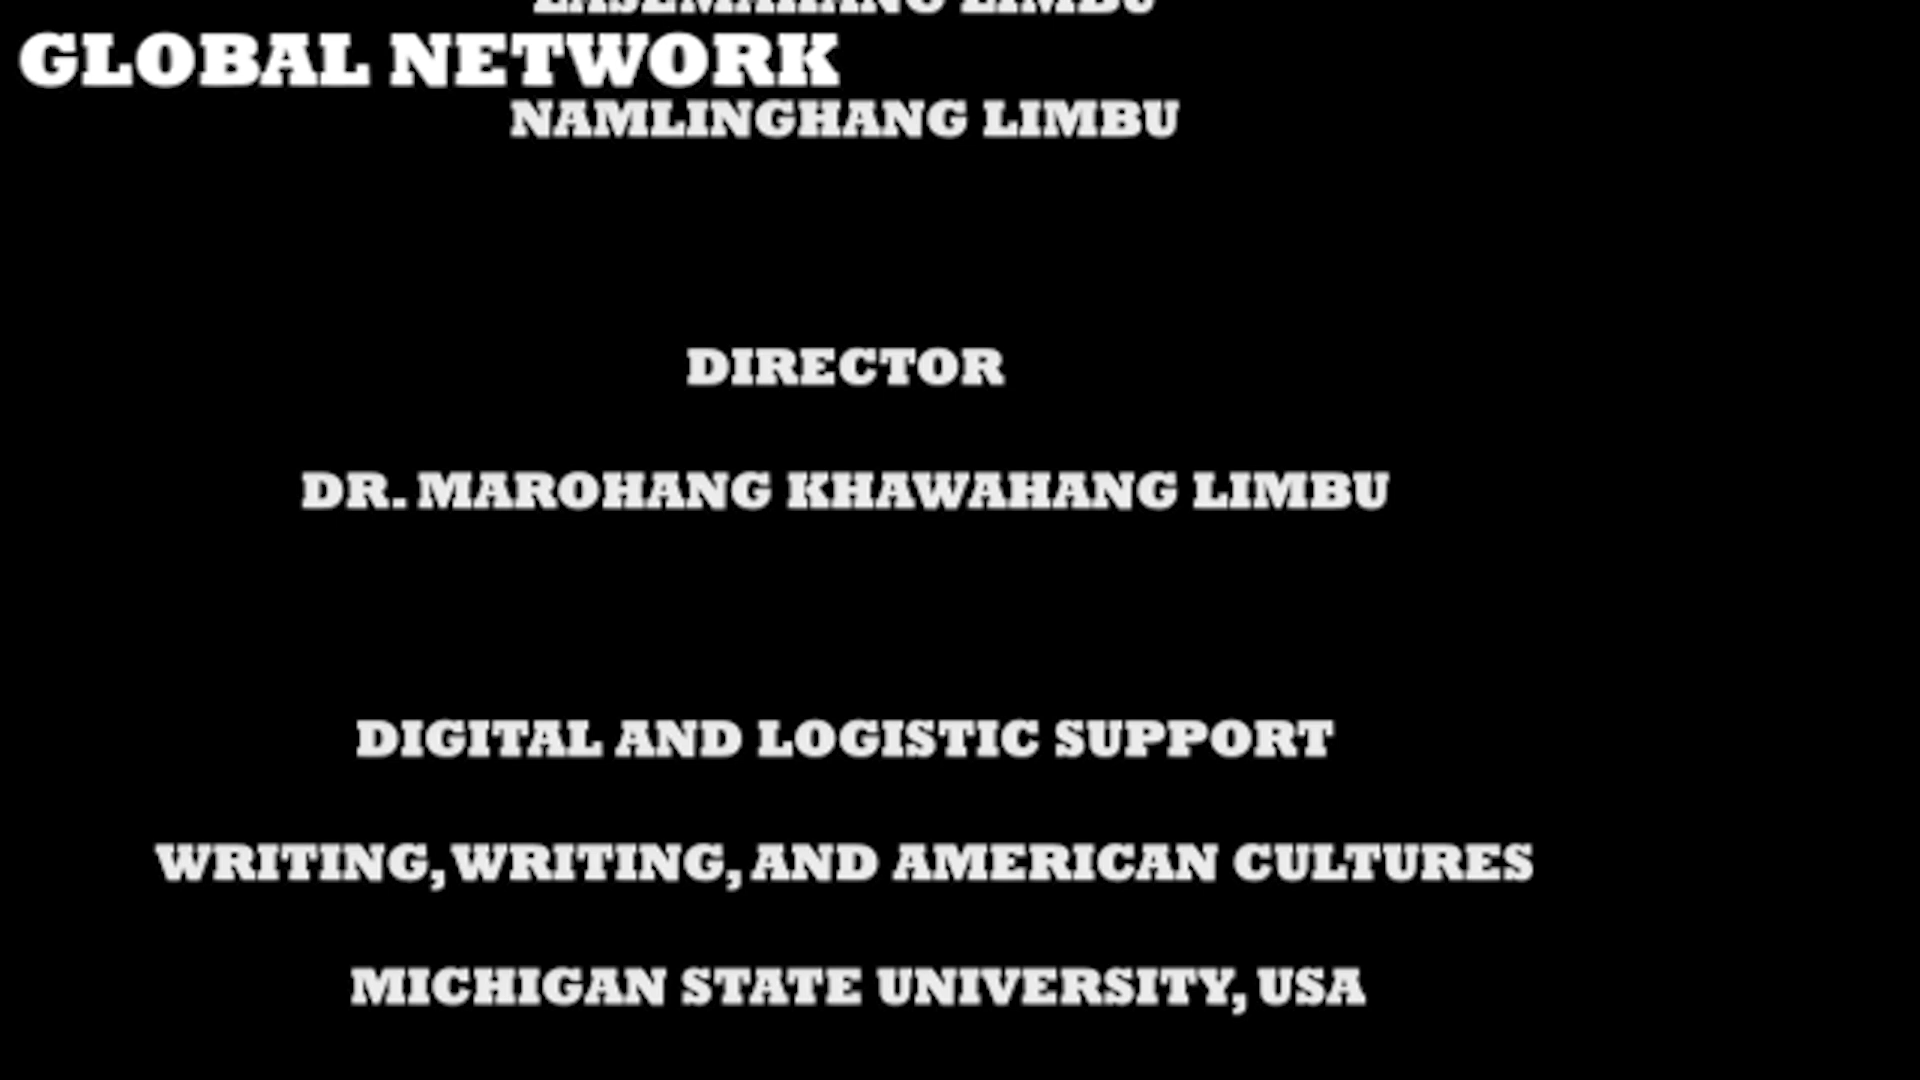 LIMBU
GLOBAL NETWORK
NAMLINGHANG LIMBU
DIRECTOR
DR. MAROHANG KHAWAHANG LIMBU
DIGITAL AND LOGISTIC SUPPORT
WRITING, WRITING, AND AMERICAN CULTURES
MICHIGAN STATE UNIVERSITY, USA